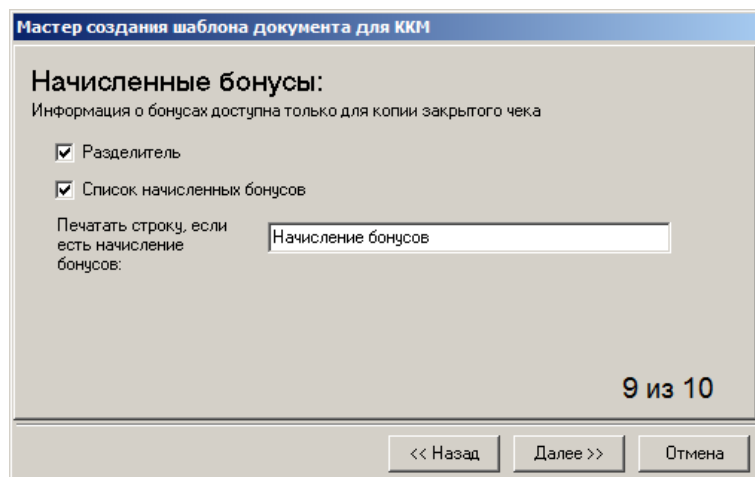 Мастер создания шаблона документа для ККМ
Начисленные бонусы:
Информация о бонусах доступна только для копии закрытого чека
Разделитель
Список начисленных бонусов
Печатать строку, если
есть начисление
бонусов:
Начисление бонусов
9 из 10
<< Назад
Далее >>
Отмена